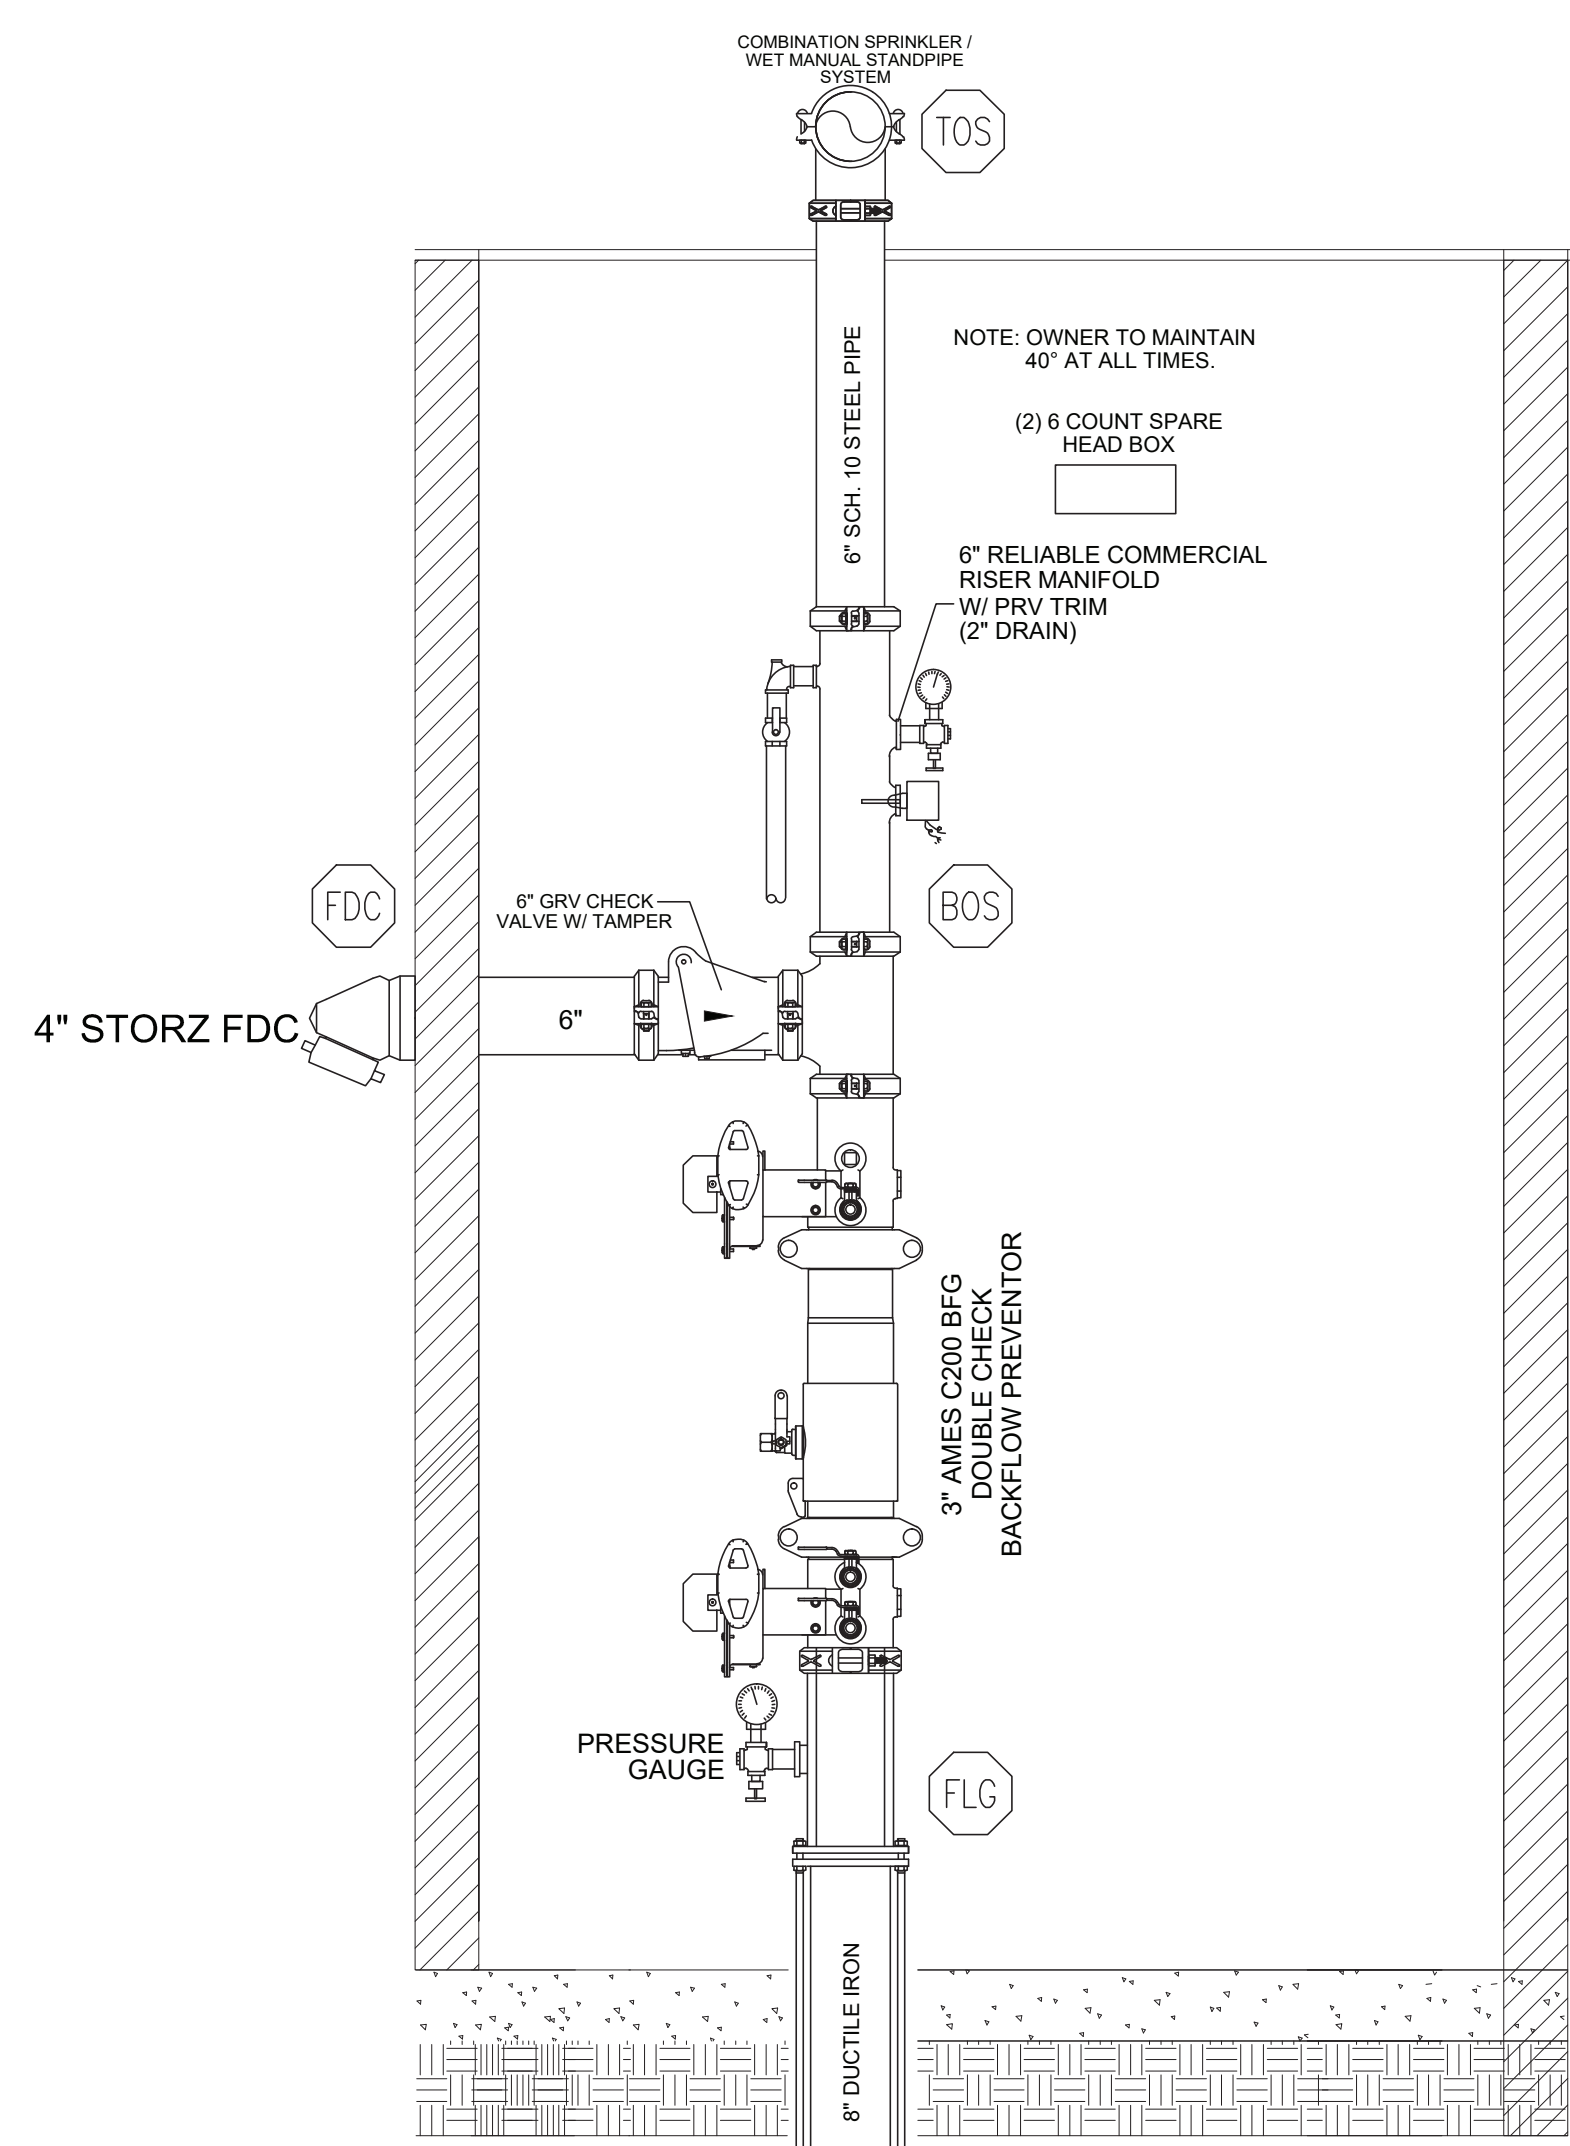 COMBINATION SPRINKLER /
WET MANUAL STANDPIPE
SYSTEM
TOS
6" SCH. 10 STEEL PIPE
NOTE: OWNER TO MAINTAIN
40° AT ALL TIMES.
(2) 6 COUNT SPARE
HEAD BOX
6" RELIABLE COMMERCIAL
RISER MANIFOLD
W/ PRV TRIM
(2" DRAIN)
FDC
6" GRV CHECK
VALVE W/ TAMPER
BOS
4" STORZ FDC
6"
3" AMES C200 BFG
DOUBLE CHECK
BACKFLOW PREVENTOR
PRESSURE
GAUGE
FLG
8" DUCTILE IRON